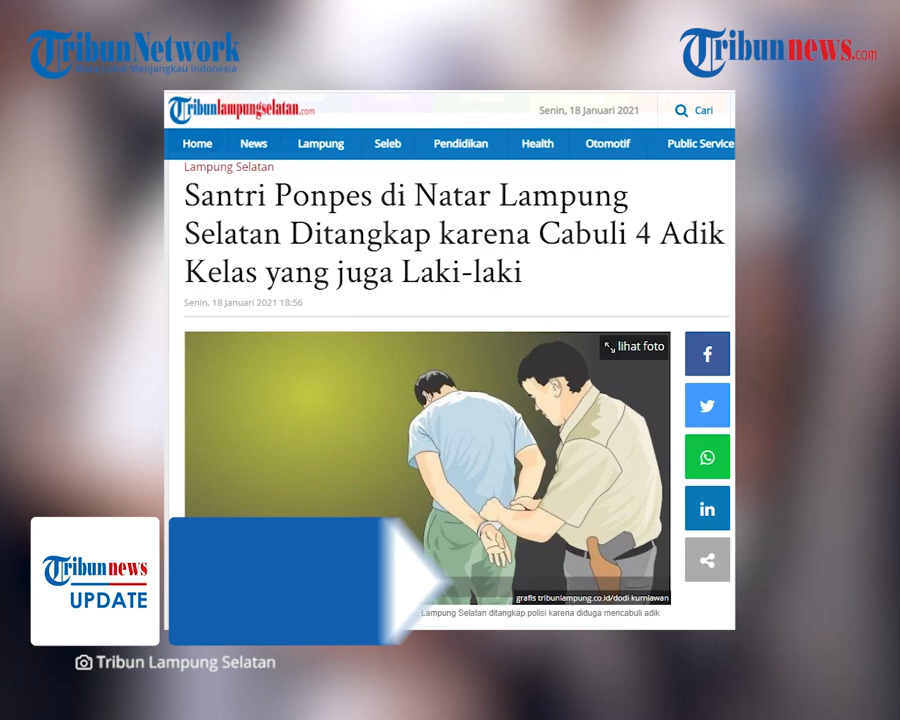 Tribun Network
Menjangkau Indonesia
Tribunnews.com
Tribunlampungselatan.com
Senin, 18 Januari 2021
Cari
Home News Lampung Seleb Pendidikan Health Otomotif Public Service
Lampung Selatan
Santri Ponpes di Natar Lampung
Selatan Ditangkap karena Cabuli 4 Adik
Kelas yang juga Laki-laki
Senin, 18 Januari 2021 18:56
lihat foto
grafis tribunlampung.co.id/dodi kurniawan
Lampung Selatan ditangkap polisi karena diduga mencabuli adik
Tribunnews
UPDATE
Tribun Lampung Selatan